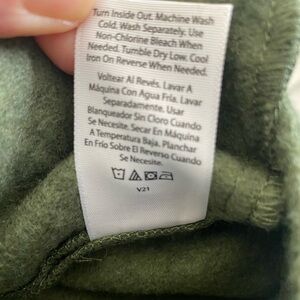 Turn Inside Out. Machine Wash
Cold. Wash Separately. Use
Non-Chlorine Bleach When
Needed. Tumble Dry Low. Cool
Iron On Reverse When Needed.
Voltear Al Revés. Lavar A
Máquina Con Agua Fría. Lavar
Separadamente. Usar
Blanqueador Sin Cloro Cuando
Se Necesite. Secar En Máquina
A Temperatura Baja. Planchar
En Frío Sobre El Reverso Cuando
Se Necesite.
V21